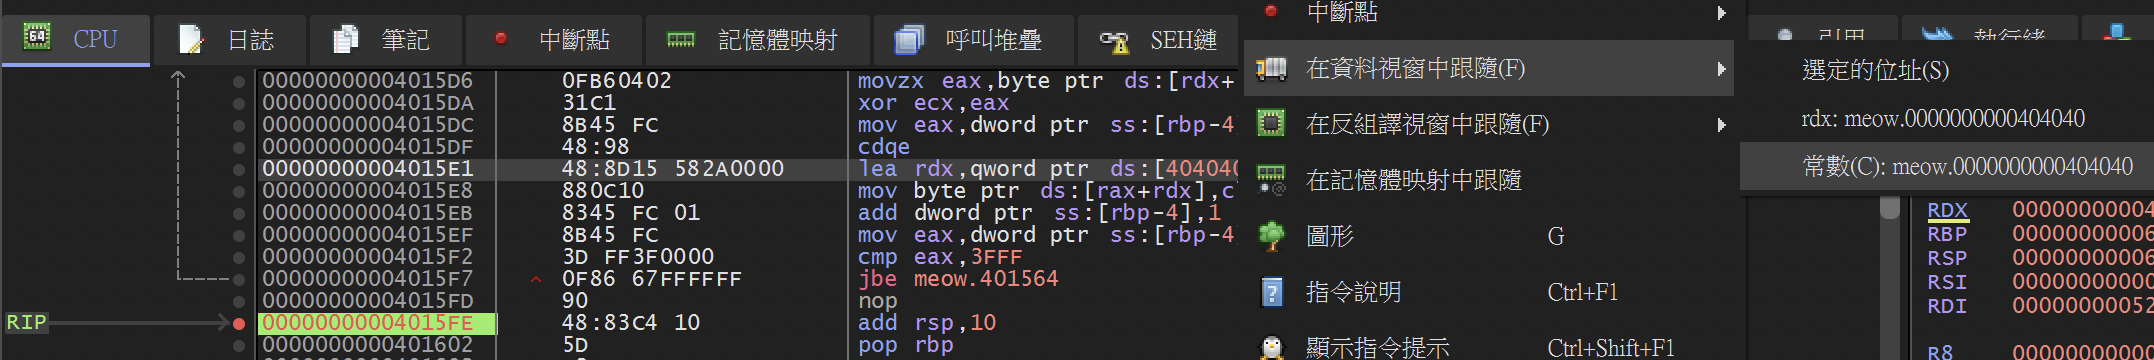 CPU 日誌 筆記 中斷點 記憶體映射 呼叫堆疊 SEH鏈
00000000004015D6 0FB60402 movzx eax,byte ptr ds:[rdx+
00000000004015DA 31C1 xor ecx,eax
00000000004015DC 8B45 FC mov eax,dword ptr ss:[rbp-4
00000000004015DF 48:98 cdqe
00000000004015E1 48:8D15 582A0000 lea rdx,qword ptr ds:[404040
00000000004015E8 880C10 mov byte ptr ds:[rax+rdx],c
00000000004015EB 8345 FC 01 add dword ptr ss:[rbp-4],1
00000000004015EF 8B45 FC mov eax,dword ptr ss:[rbp-4
00000000004015F2 3D FF3F0000 cmp eax,3FFF
00000000004015F7 0F86 67FFFFFF jbe meow.401564
00000000004015FD 90 nop
RIP 00000000004015FE 48:83C4 10 add rsp,10
0000000000401602 5D pop rbp
中斷點
在資料視窗中跟隨(F)
在反組譯視窗中跟隨(F)
在記憶體映射中跟隨
圖形 G
指令說明 Ctrl+F1
顯示指令提示 Ctrl+Shift+F1
引用 執行緒
選定的位址(S)
rdx: meow.0000000000404040
常數(C): meow.0000000000404040
RDX 00000000004
RBP 00000000006
RSP 00000000006
RSI 00000000000
RDI 00000000052
R8 00000000000